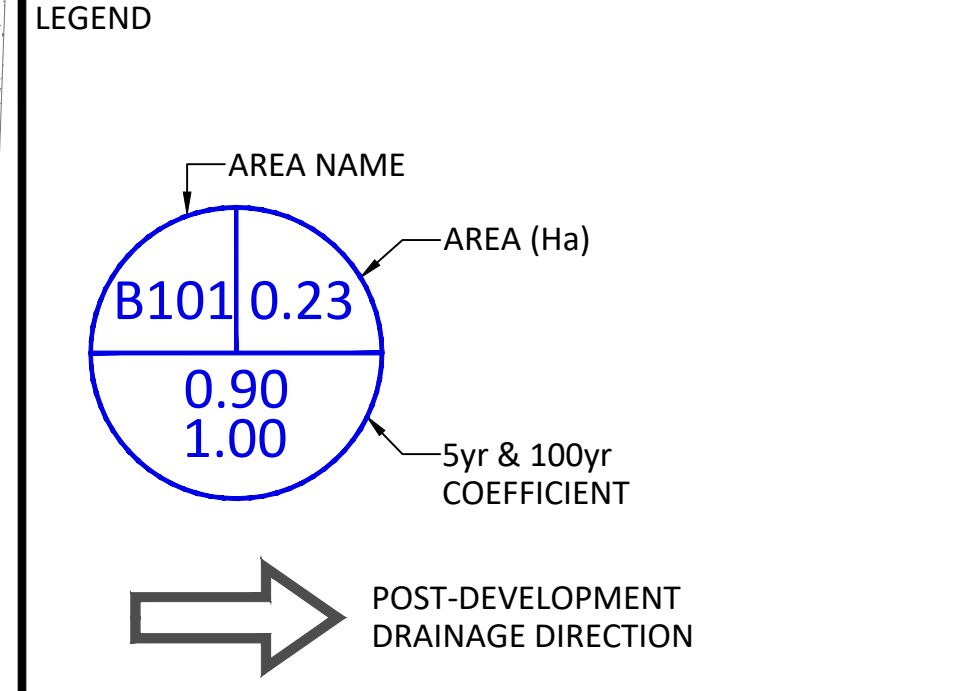 LEGEND
AREA NAME
AREA (Ha)
B101 0.23
0.90
1.00
5yr & 100yr
COEFFICIENT
POST-DEVELOPMENT
DRAINAGE DIRECTION